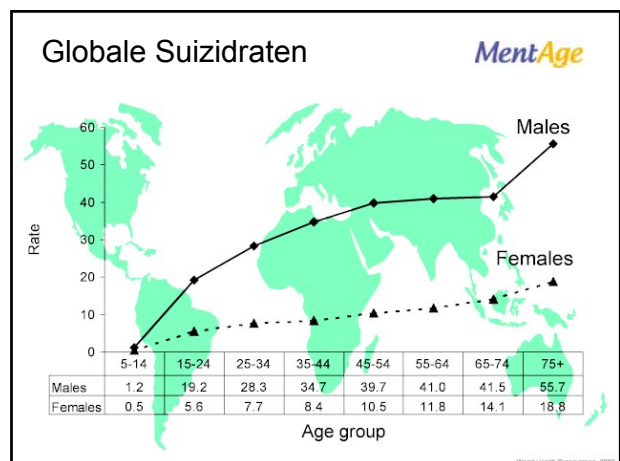 Globale Suizidraten
MentAge
60
50
40
30
20
10
0
Rate
Males
Females
5-14 15-24 25-34 35-44 45-54 55-64 65-74 75+
Males 1.2 19.2 28.3 34.7 39.7 41.0 41.5 55.7
Females 0.5 5.6 7.7 8.4 10.5 11.8 14.1 18.8
Age group